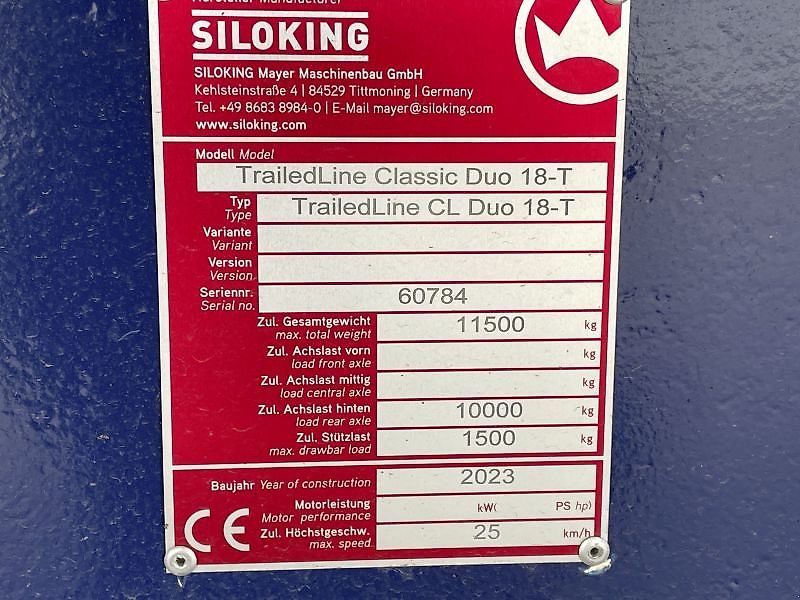 Hersteller Manufacturer
SILOKING
SILOKING Mayer Maschinenbau GmbH
Kehlsteinstraße 4 | 84529 Tittmoning | Germany
Tel. +49 8683 8984-0 | E-Mail mayer@siloking.com
www.siloking.com
Modell Model
TrailedLine Classic Duo 18-T
Typ TrailedLine CL Duo 18-T
Type
Variante
Variant
Version
Version
Seriennr. 60784
Serial no.
Zul. Gesamtgewicht 11500 kg
max. total weight
Zul. Achslast vorn kg
load front axle
Zul. Achslast mittig kg
load central axle
Zul. Achslast hinten 10000 kg
load rear axle
Zul. Stützlast 1500 kg
max. drawbar load
Baujahr Year of construction 2023
Motorleistung kW( PS hp)
Motor performance
CE Zul. Höchstgeschw. 25 km/h
max. speed